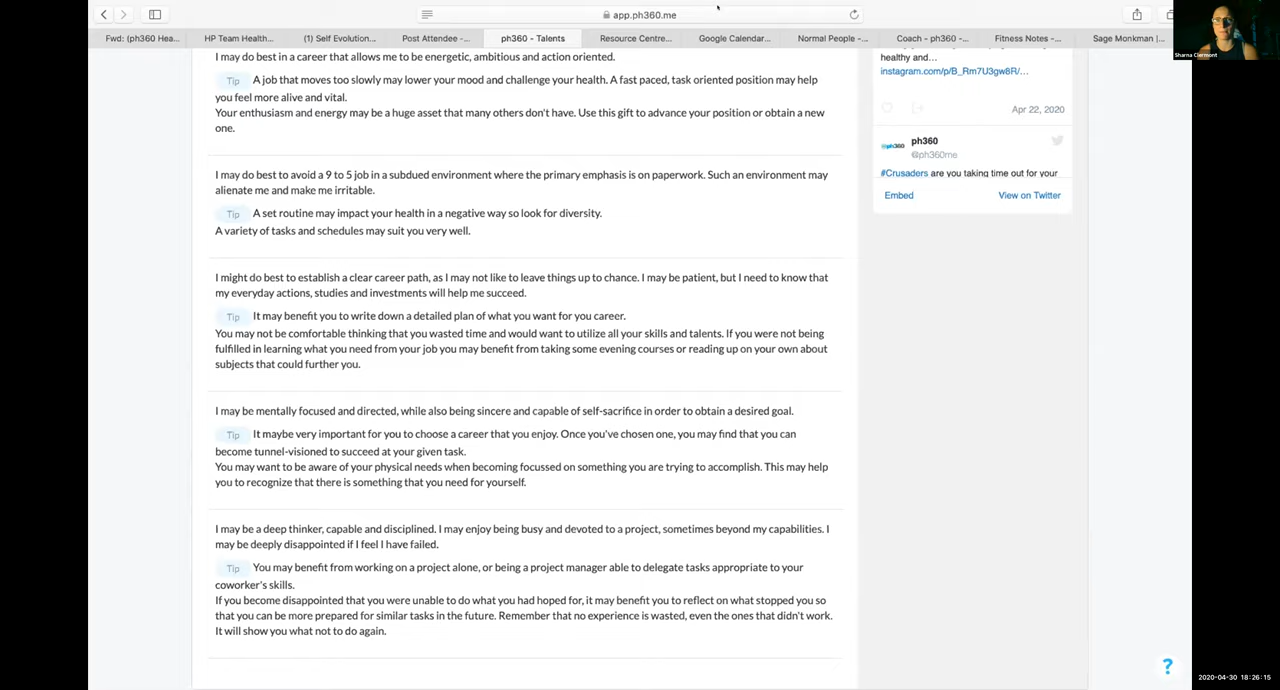 app.ph360.me
Fwd: (ph360 Hea...
HP Team Health...
(1) Self Evolution...
Post Attendee -...
ph360 - Talents
Resource Centre...
Google Calendar...
Normal People -...
Coach - ph360 -...
Fitness Notes -...
Sage Monkman |...
Sharna Clermont
I may do best in a career that allows me to be energetic, ambitious and action oriented.
Tip A job that moves too slowly may lower your mood and challenge your health. A fast paced, task oriented position may help
you feel more alive and vital.
Your enthusiasm and energy may be a huge asset that many others don't have. Use this gift to advance your position or obtain a new
one.
I may do best to avoid a 9 to 5 job in a subdued environment where the primary emphasis is on paperwork. Such an environment may
alienate me and make me irritable.
Tip A set routine may impact your health in a negative way so look for diversity.
A variety of tasks and schedules may suit you very well.
I might do best to establish a clear career path, as I may not like to leave things up to chance. I may be patient, but I need to know that
my everyday actions, studies and investments will help me succeed.
Tip It may benefit you to write down a detailed plan of what you want for you career.
You may not be comfortable thinking that you wasted time and would want to utilize all your skills and talents. If you were not being
fulfilled in learning what you need from your job you may benefit from taking some evening courses or reading up on your own about
subjects that could further you.
I may be mentally focused and directed, while also being sincere and capable of self-sacrifice in order to obtain a desired goal.
Tip It maybe very important for you to choose a career that you enjoy. Once you've chosen one, you may find that you can
become tunnel-visioned to succeed at your given task.
You may want to be aware of your physical needs when becoming focussed on something you are trying to accomplish. This may help
you to recognize that there is something that you need for yourself.
I may be a deep thinker, capable and disciplined. I may enjoy being busy and devoted to a project, sometimes beyond my capabilities. I
may be deeply disappointed if I feel I have failed.
Tip You may benefit from working on a project alone, or being a project manager able to delegate tasks appropriate to your
coworker's skills.
If you become disappointed that you were unable to do what you had hoped for, it may benefit you to reflect on what stopped you so
that you can be more prepared for similar tasks in the future. Remember that no experience is wasted, even the ones that didn't work.
It will show you what not to do again.
healthy and...
instagram.com/p/B_Rm7U3gw8R/...
Apr 22, 2020
ph360
ph360
@ph360me
#Crusaders are you taking time out for your
Embed
View on Twitter
?
2020-04-30 18:26:15